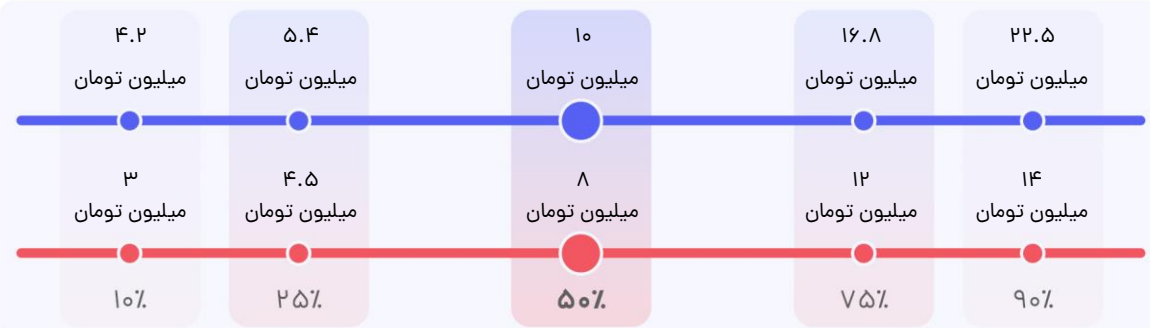 ۴.۲ ۵.۴ ۱۰ ۱۶.۸ ۲۲.۵
میلیون تومان میلیون تومان میلیون تومان میلیون تومان میلیون تومان
۳ ۴.۵ ۸ ۱۲ ۱۴
میلیون تومان میلیون تومان میلیون تومان میلیون تومان میلیون تومان
۱۰٪ ۲۵٪ ۵۰٪ ۷۵٪ ۹۰٪